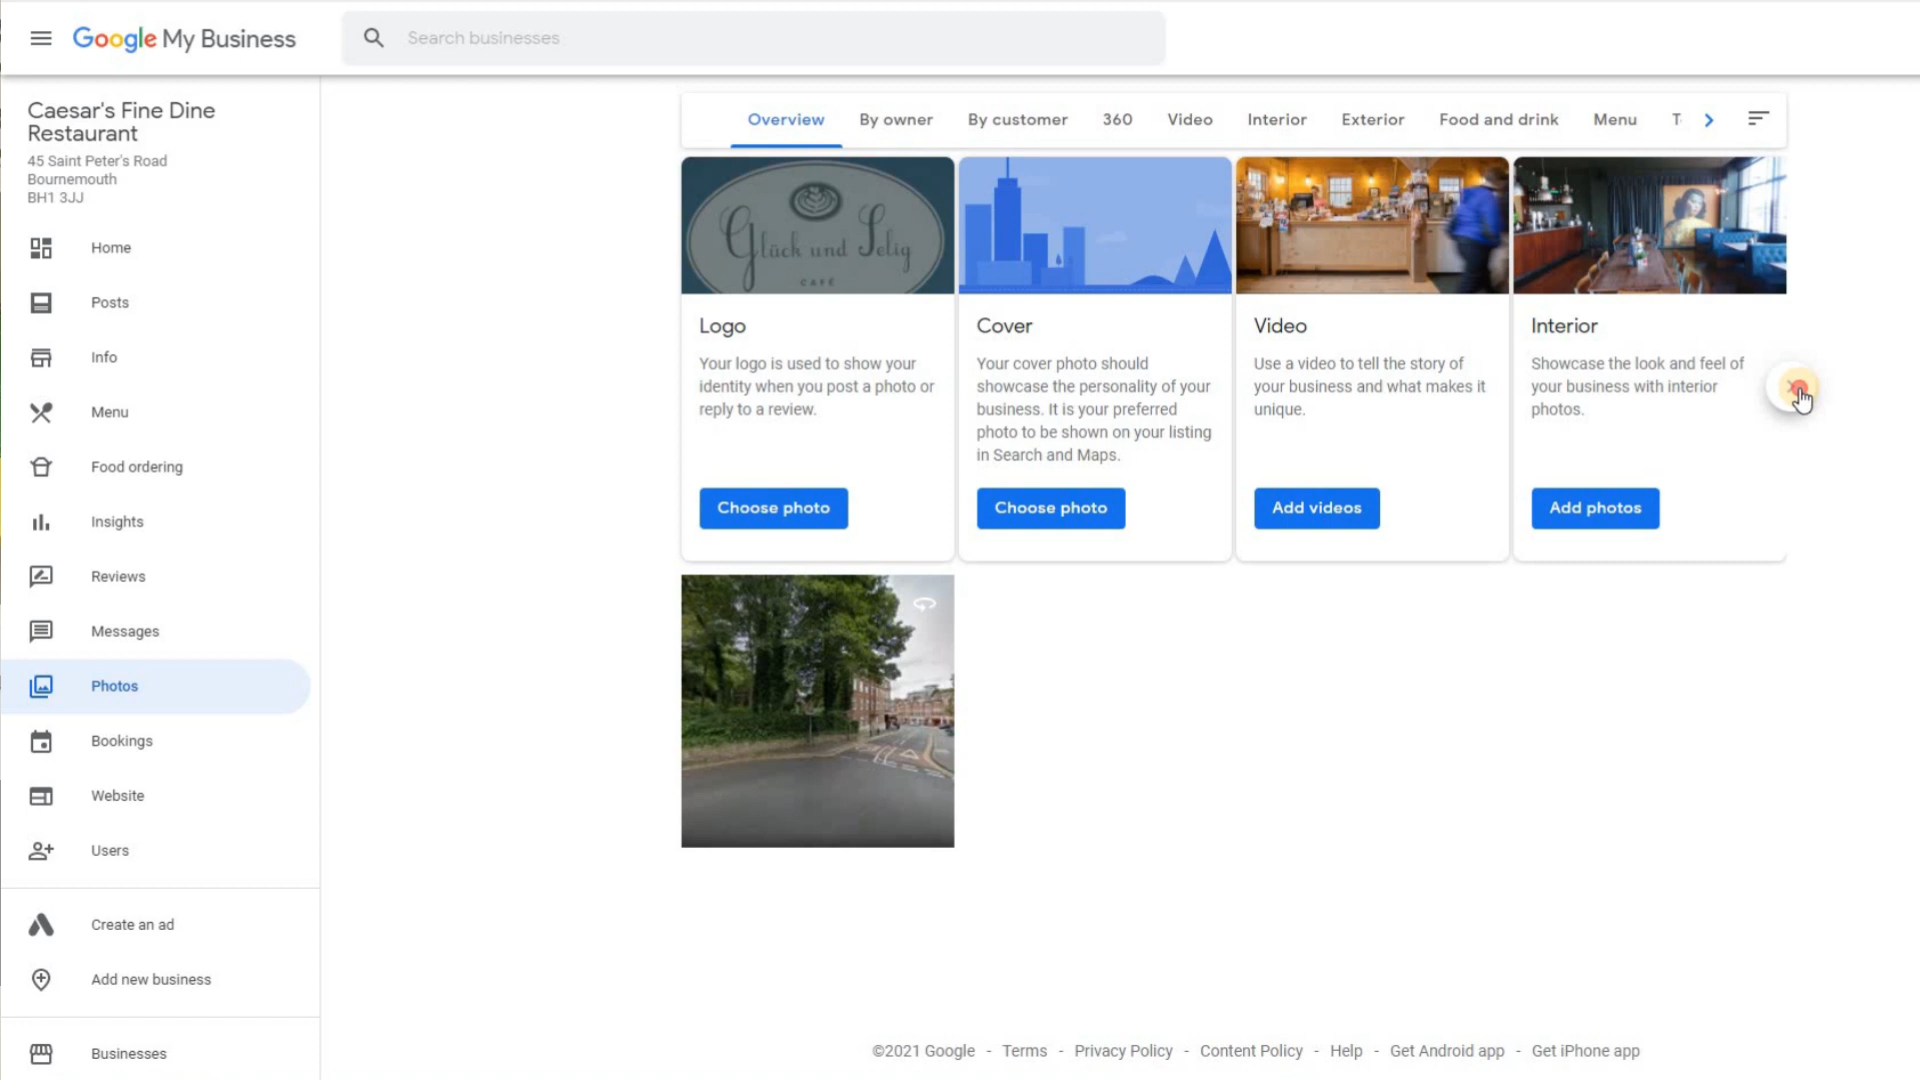 Google My Business
Search businesses
Caesar's Fine Dine
Restaurant
45 Saint Peter's Road
Bournemouth
BH1 3JJ
Home
Posts
Info
Menu
Food ordering
Insights
Reviews
Messages
Photos
Bookings
Website
Users
Create an ad
Add new business
Businesses
Overview By owner By customer 360 Video Interior Exterior Food and drink Menu
Glück und Selig
CAFÉ
Logo
Your logo is used to show your
identity when you post a photo or
reply to a review.
Choose photo
Cover
Your cover photo should
showcase the personality of your
business. It is your preferred
photo to be shown on your listing
in Search and Maps.
Choose photo
Video
Use a video to tell the story of
your business and what makes it
unique.
Add videos
Interior
Showcase the look and feel of
your business with interior
photos.
Add photos
©2021 Google - Terms - Privacy Policy - Content Policy - Help - Get Android app - Get iPhone app